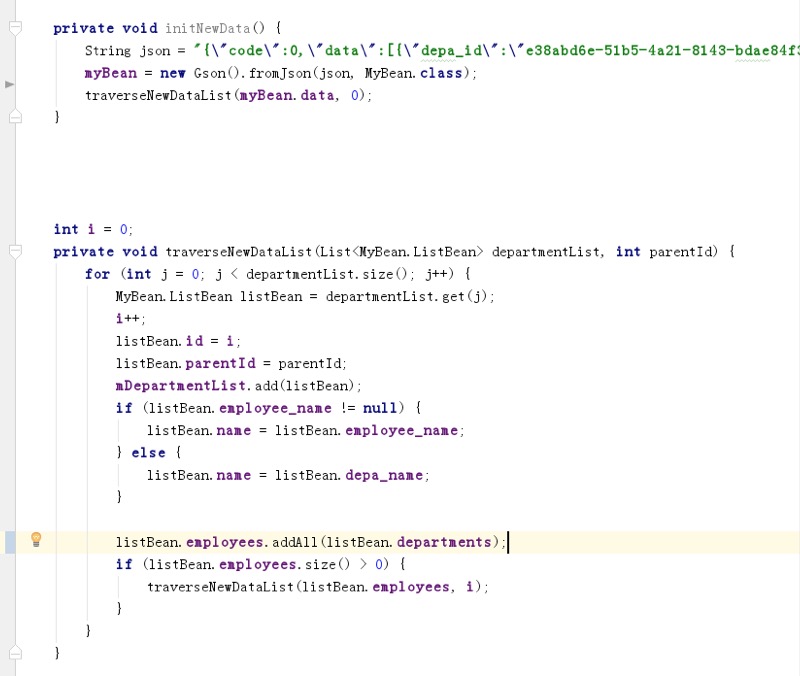 private void initNewData() {
String json = "{\"code\":0,\"data\":[{\"depa_id\":\"e38abd6e-51b5-4a21-8143-bdae84f3
myBean = new Gson().fromJson(json, MyBean.class);
traverseNewDataList(myBean.data, 0);
}
int i = 0;
private void traverseNewDataList(List<MyBean.ListBean> departmentList, int parentId) {
for (int j = 0; j < departmentList.size(); j++) {
MyBean.ListBean listBean = departmentList.get(j);
i++;
listBean.id = i;
listBean.parentId = parentId;
mDepartmentList.add(listBean);
if (listBean.employee_name != null) {
listBean.name = listBean.employee_name;
} else {
listBean.name = listBean.depa_name;
}
listBean.employees.addAll(listBean.departments);
if (listBean.employees.size() > 0) {
traverseNewDataList(listBean.employees, i);
}
}
}